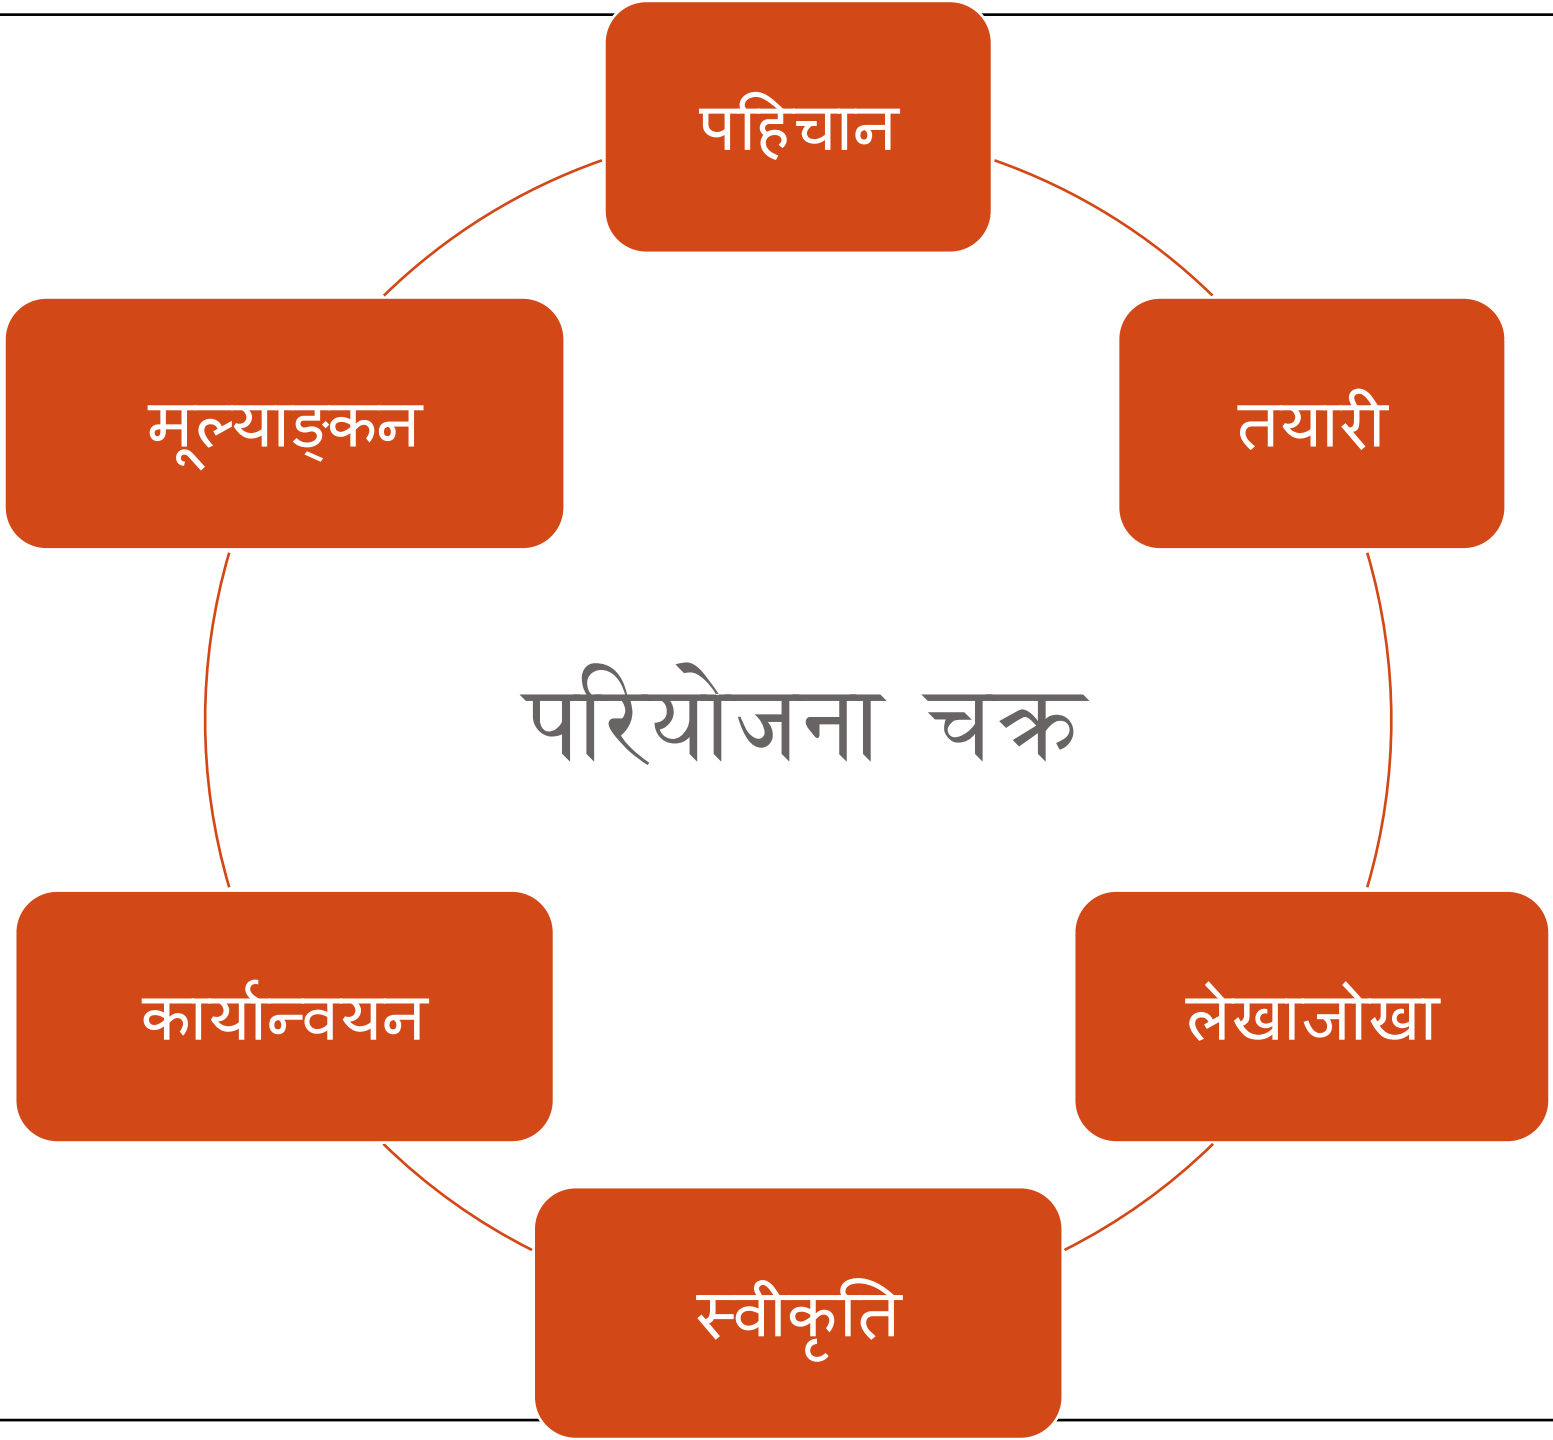 पहिचान
तयारी
लेखाजोखा
स्वीकृति
कार्यान्वयन
मूल्याङ्कन
परियोजना चक्र